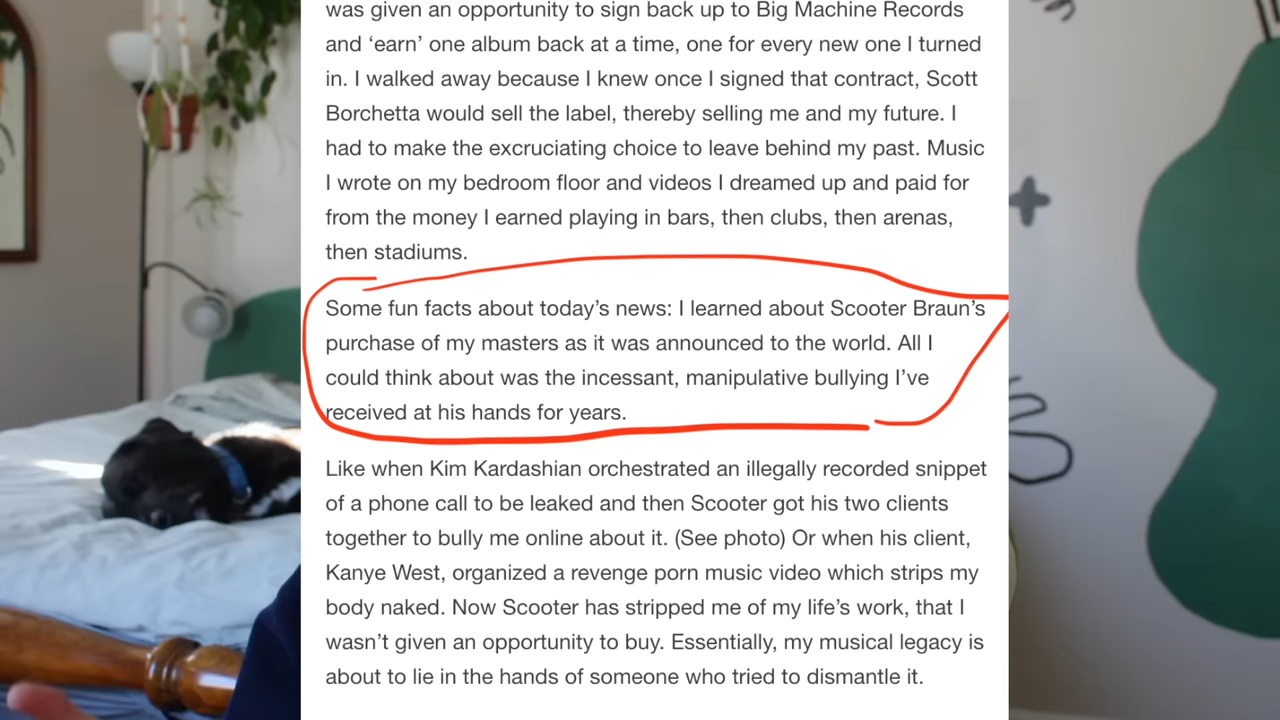 was given an opportunity to sign back up to Big Machine Records
and ‘earn’ one album back at a time, one for every new one I turned
in. I walked away because I knew once I signed that contract, Scott
Borchetta would sell the label, thereby selling me and my future. I
had to make the excruciating choice to leave behind my past. Music
I wrote on my bedroom floor and videos I dreamed up and paid for
from the money I earned playing in bars, then clubs, then arenas,
then stadiums.
Some fun facts about today’s news: I learned about Scooter Braun’s
purchase of my masters as it was announced to the world. All I
could think about was the incessant, manipulative bullying I’ve
received at his hands for years.
Like when Kim Kardashian orchestrated an illegally recorded snippet
of a phone call to be leaked and then Scooter got his two clients
together to bully me online about it. (See photo) Or when his client,
Kanye West, organized a revenge porn music video which strips my
body naked. Now Scooter has stripped me of my life’s work, that I
wasn’t given an opportunity to buy. Essentially, my musical legacy is
about to lie in the hands of someone who tried to dismantle it.